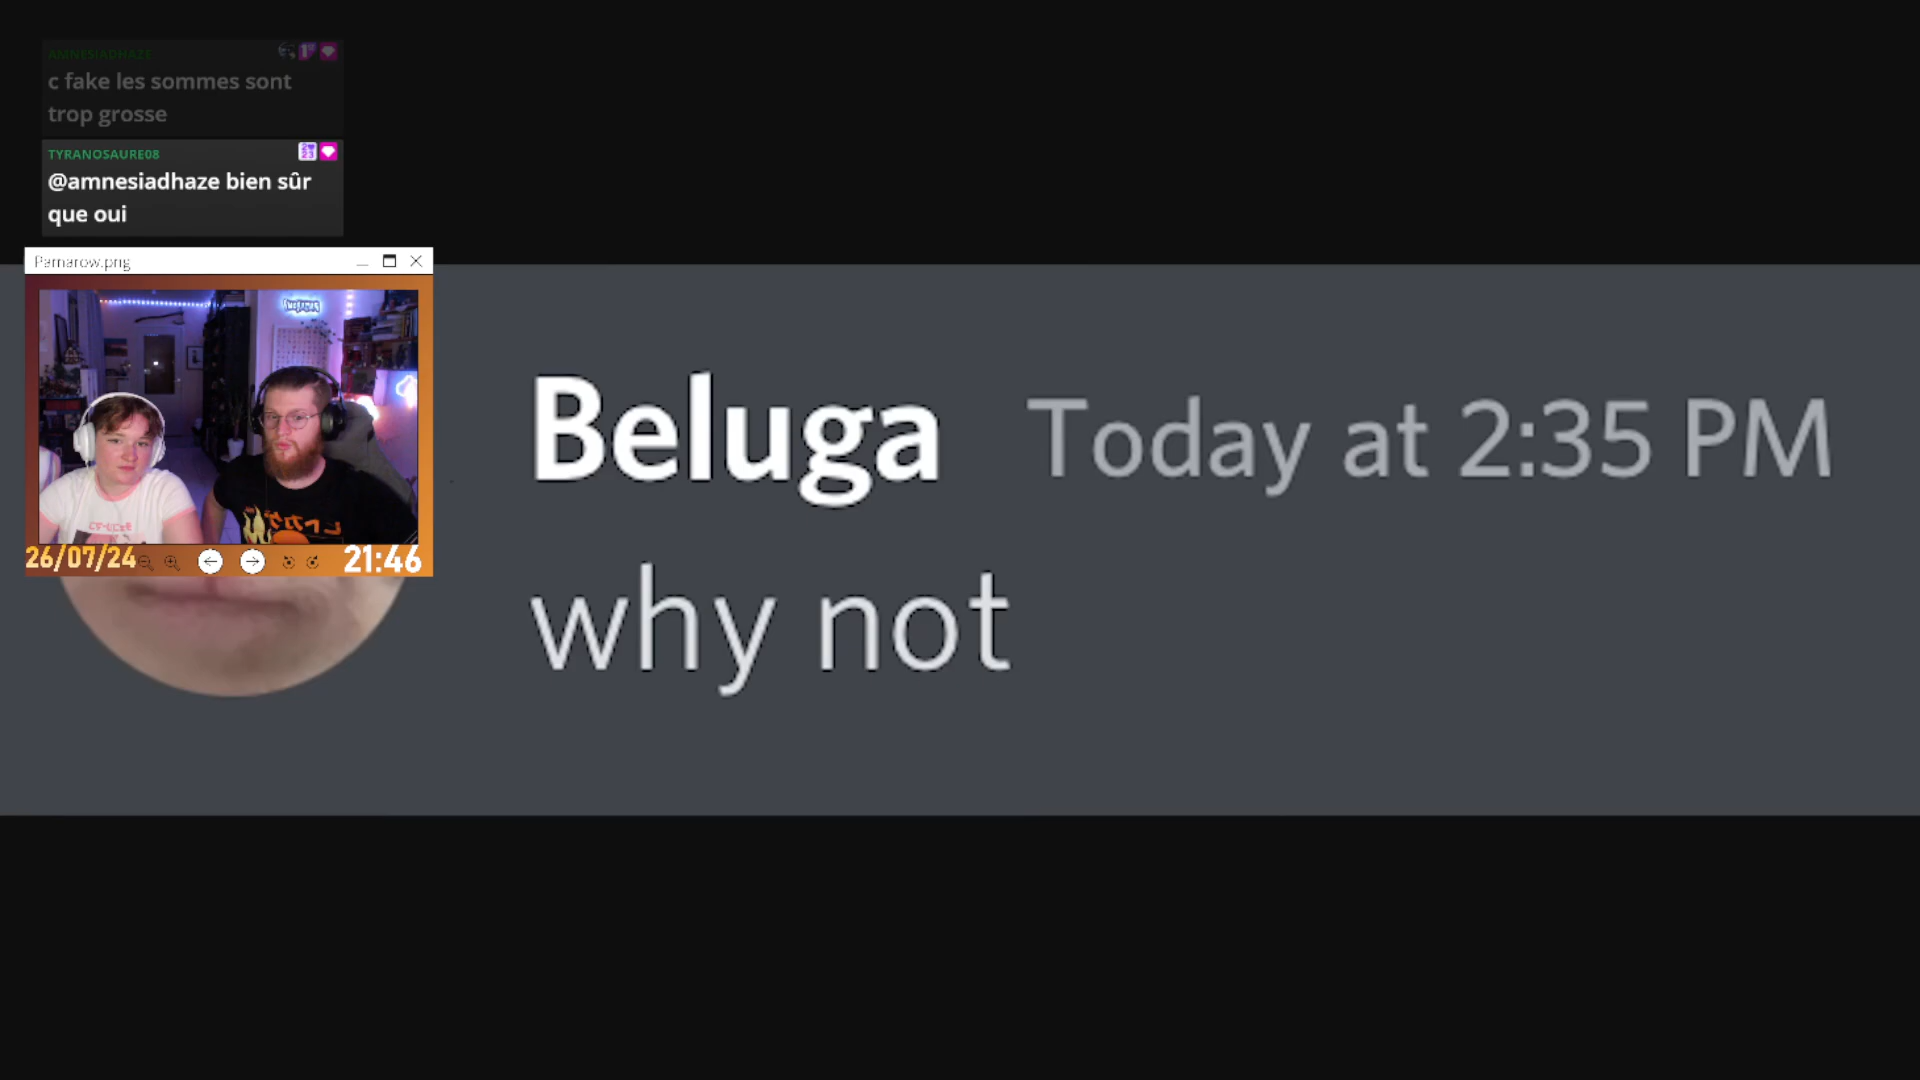 AMNESIADHAZE
c fake les sommes sont
trop grosse
TYRANOSAURE08
@amnesiadhaze bien sûr
que oui
Pamarow.png
26/07/24
21:46
Beluga Today at 2:35 PM
why not